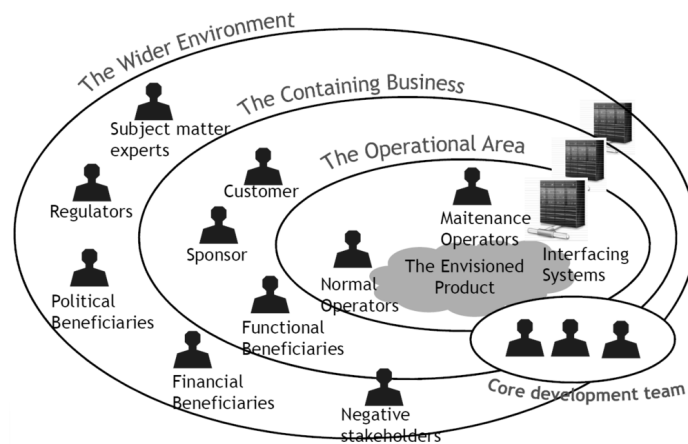 The Wider Environment
Subject matter
experts
The Containing Business
Regulators
Customer
The Operational Area
Sponsor
Maitenance
Operators
Political
Beneficiaries
Normal
Operators
The Envisioned
Product
Interfacing
Systems
Functional
Beneficiaries
Financial
Beneficiaries
Negative
stakeholders
Core development team